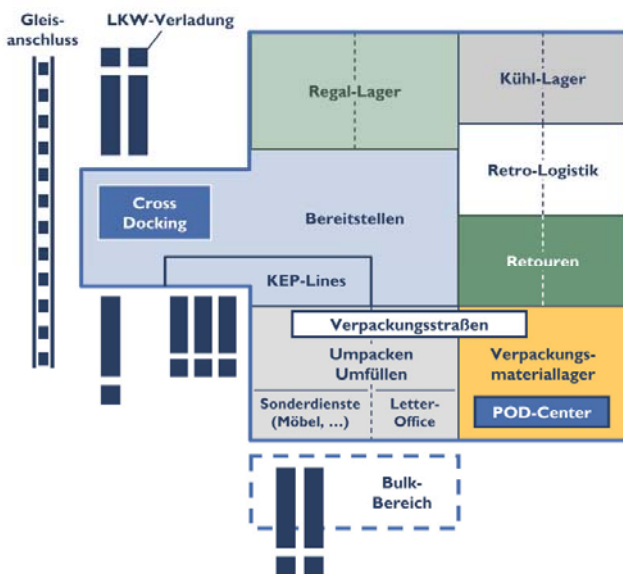 Gleis-
anschluss
LKW-Verladung
Regal-Lager
Kühl-Lager
Retro-Logistik
Cross
Docking
Bereitstellen
Retouren
KEP-Lines
Verpackungsstraßen
Umpacken
Umfüllen
Verpackungs-
materiallager
Sonderdienste
(Möbel, ...)
Letter-
Office
POD-Center
Bulk-
Bereich